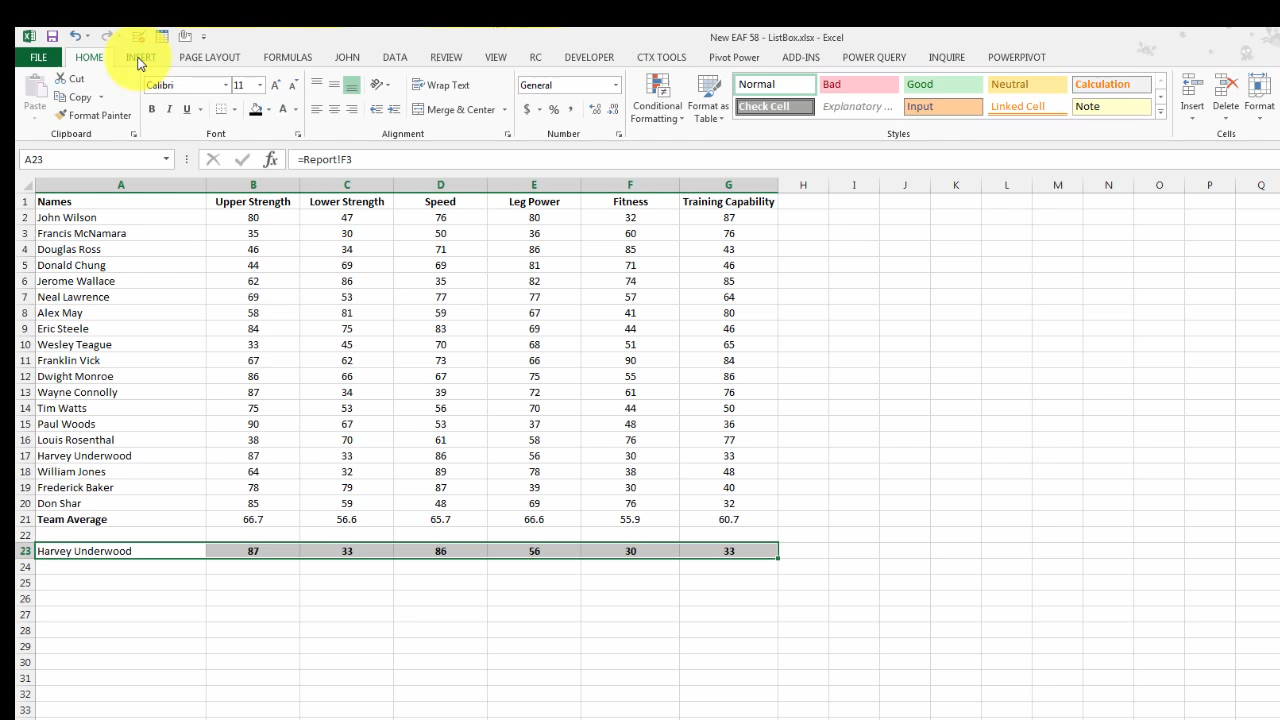 New EAF 58 - ListBox.xlsx - Excel
FILE HOME INSERT PAGE LAYOUT FORMULAS JOHN DATA REVIEW VIEW RC DEVELOPER CTX TOOLS Pivot Power ADD-INS POWER QUERY INQUIRE POWERPIVOT
Paste Cut Calibri 11 Wrap Text General Conditional Formatting Format as Table Normal Bad Good Neutral Calculation Insert Delete Format
Copy
Format Painter B I U Merge & Center $ % , Check Cell Explanatory ... Input Linked Cell Note
Clipboard Font Alignment Number Styles Cells
A23 fx =Report!F3
A B C D E F G H I J K L M N O P Q
1 Names Upper Strength Lower Strength Speed Leg Power Fitness Training Capability
2 John Wilson 80 47 76 80 32 87
3 Francis McNamara 35 30 50 36 60 76
4 Douglas Ross 46 34 71 86 85 43
5 Donald Chung 44 69 69 81 71 46
6 Jerome Wallace 62 86 35 82 74 85
7 Neal Lawrence 69 53 77 77 57 64
8 Alex May 58 81 59 67 41 80
9 Eric Steele 84 75 83 69 44 46
10 Wesley Teague 33 45 70 68 51 65
11 Franklin Vick 67 62 73 66 90 84
12 Dwight Monroe 86 66 67 75 55 86
13 Wayne Connolly 87 34 39 72 61 76
14 Tim Watts 75 53 56 70 44 50
15 Paul Woods 90 67 53 37 48 36
16 Louis Rosenthal 38 70 61 58 76 77
17 Harvey Underwood 87 33 86 56 30 33
18 William Jones 64 32 89 78 38 48
19 Frederick Baker 78 79 87 39 30 40
20 Don Shar 85 59 48 69 76 32
21 Team Average 66.7 56.6 65.7 66.6 55.9 60.7
22
23 Harvey Underwood 87 33 86 56 30 33
24
25
26
27
28
29
30
31
32
33